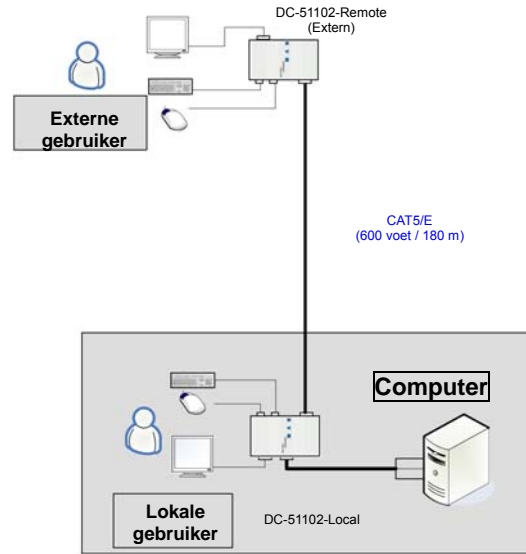 DC-51102-Remote
(Extern)
Externe
gebruiker
CAT5/E
(600 voet / 180 m)
Computer
Lokale
gebruiker
DC-51102-Local